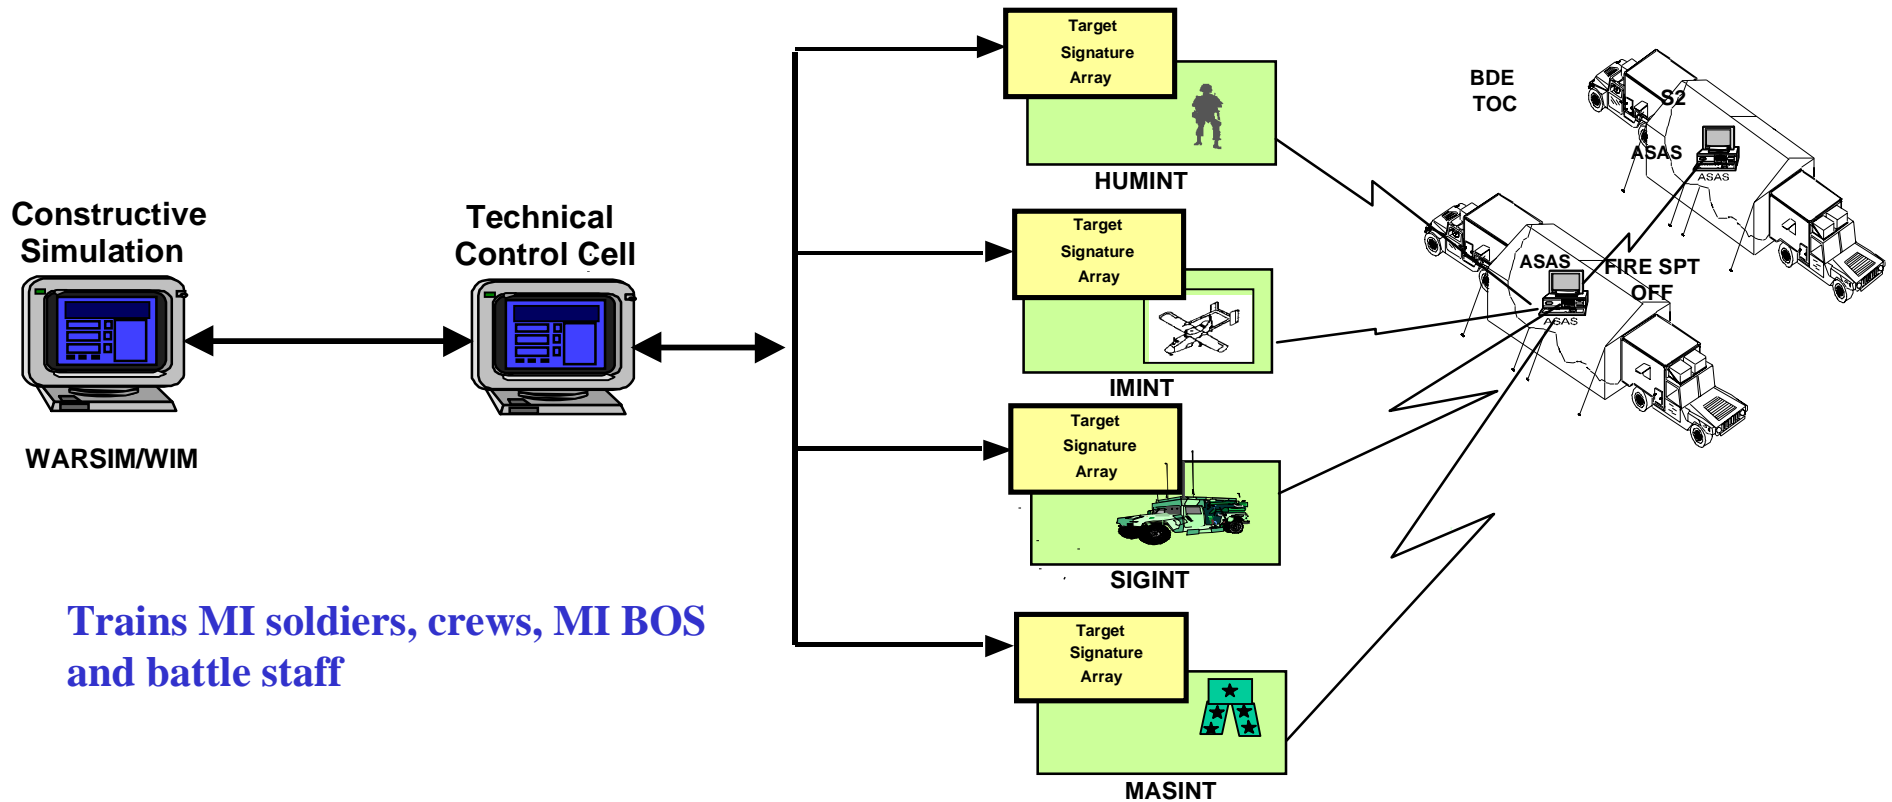 Constructive
Simulation
WARSIM/WIM
Technical
Control Cell
Trains MI soldiers, crews, MI BOS
and battle staff
Target
Signature
Array
HUMINT
Target
Signature
Array
IMINT
Target
Signature
Array
SIGINT
Target
Signature
Array
MASINT
BDE
TOC
S2
ASAS
ASAS
ASAS
FIRE SPT
OFF
ASAS